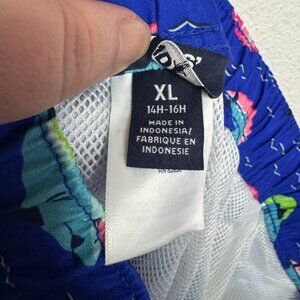 XL
14H-16H
MADE IN
INDONESIA/
FABRIQUE EN
INDONESIE